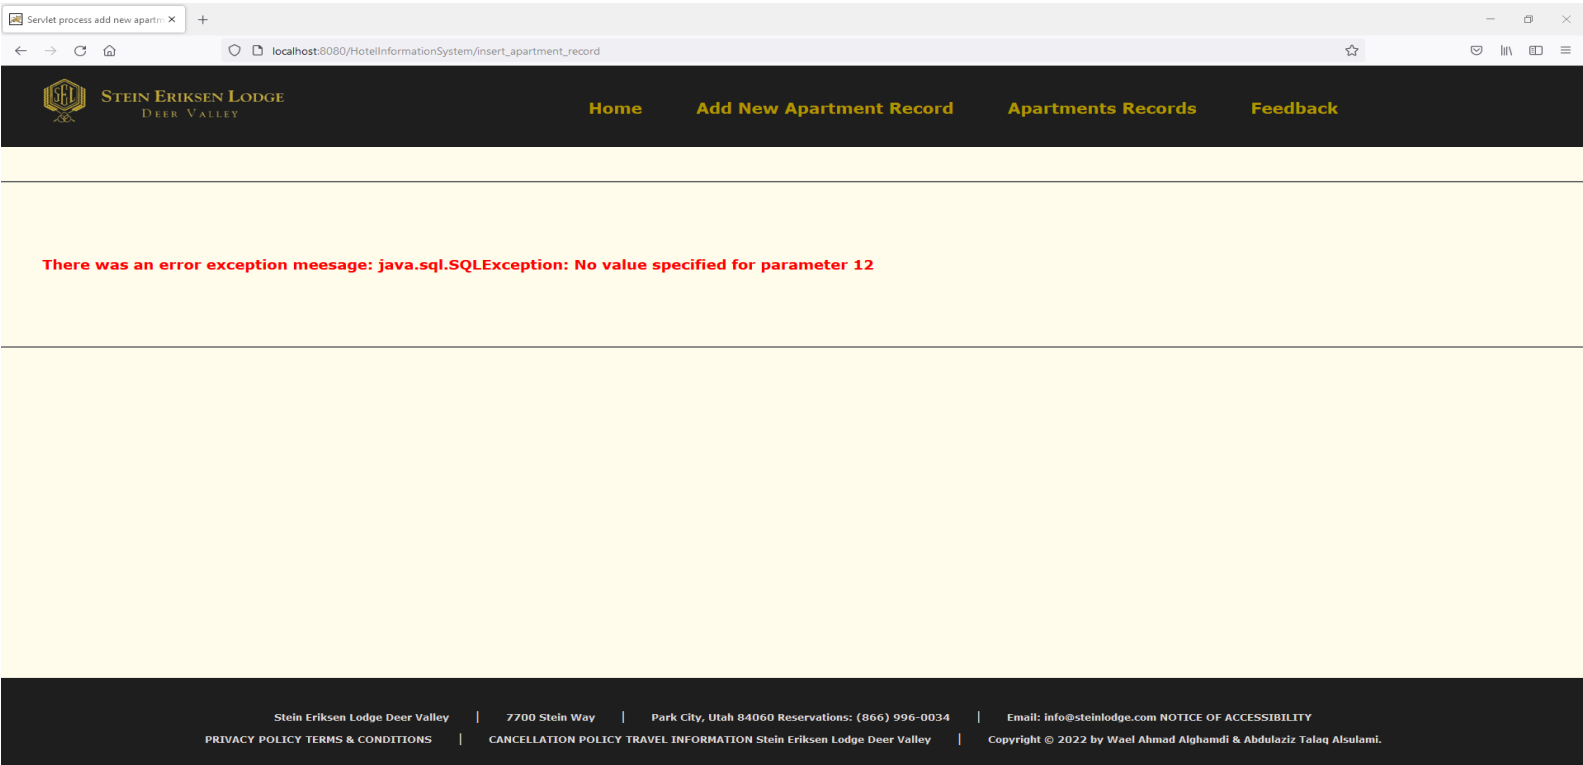 Servlet process add new apartm
localhost:8080/HotelInformationSystem/insert_apartment_record
SEL
STEIN ERIKSEN LODGE
DEER VALLEY
Home Add New Apartment Record Apartments Records Feedback
There was an error exception meesage: java.sql.SQLException: No value specified for parameter 12
Stein Eriksen Lodge Deer Valley | 7700 Stein Way | Park City, Utah 84060 Reservations: (866) 996-0034 | Email: info@steinlodge.com NOTICE OF ACCESSIBILITY
PRIVACY POLICY TERMS & CONDITIONS | CANCELLATION POLICY TRAVEL INFORMATION Stein Eriksen Lodge Deer Valley | Copyright © 2022 by Wael Ahmad Alghamdi & Abdulaziz Talaq Alsulami.